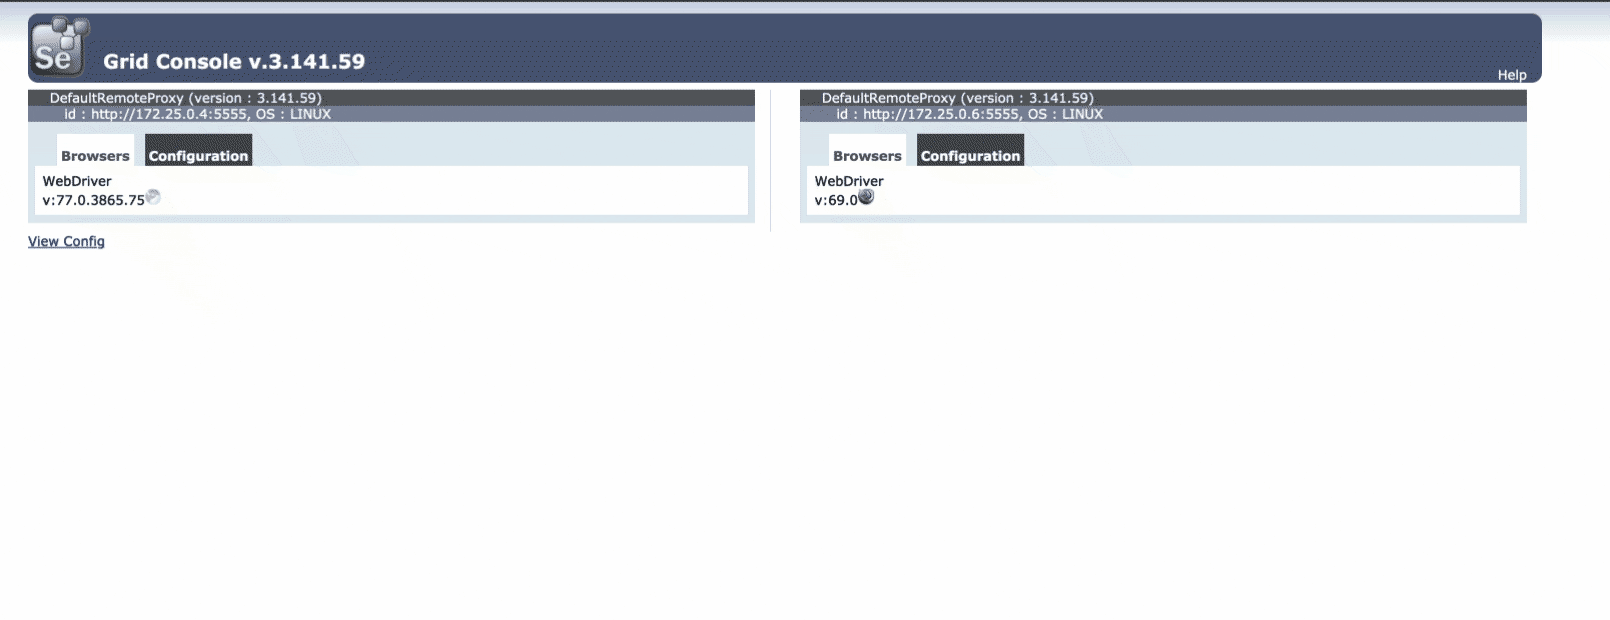 Se
Grid Console v.3.141.59
Help
DefaultRemoteProxy (version : 3.141.59)
id : http://172.25.0.4:5555, OS : LINUX
Browsers Configuration
WebDriver
v:77.0.3865.75
View Config
DefaultRemoteProxy (version : 3.141.59)
id : http://172.25.0.6:5555, OS : LINUX
Browsers Configuration
WebDriver
v:69.0